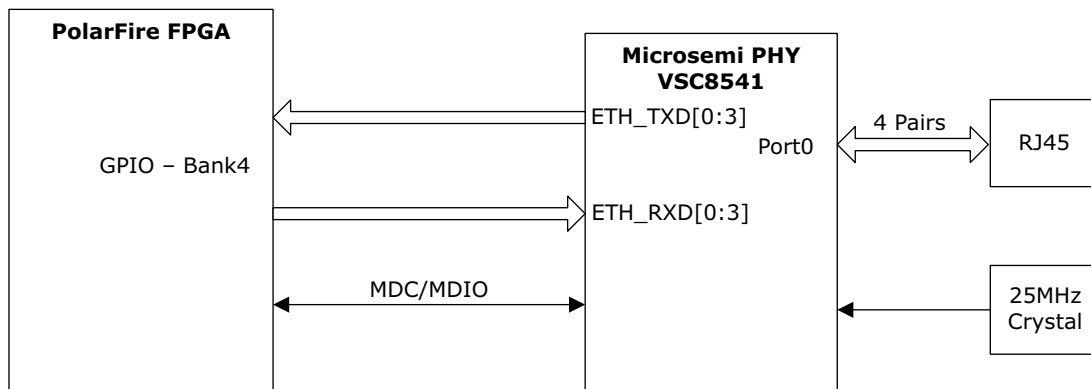 PolarFire FPGA
GPIO – Bank4
MDC/MDIO
Microsemi PHY
VSC8541
ETH_TXD[0:3]
Port0
ETH_RXD[0:3]
4 Pairs
RJ45
25MHz
Crystal